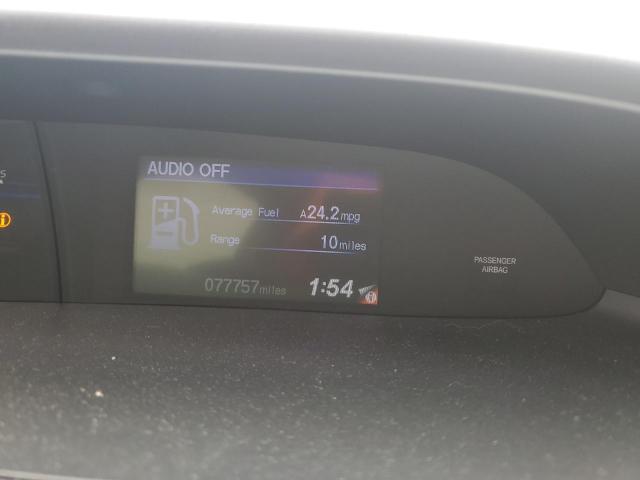 AUDIO OFF
Average Fuel A24.2mpg
Range 10miles
077757miles 1:54
PASSENGER
AIRBAG